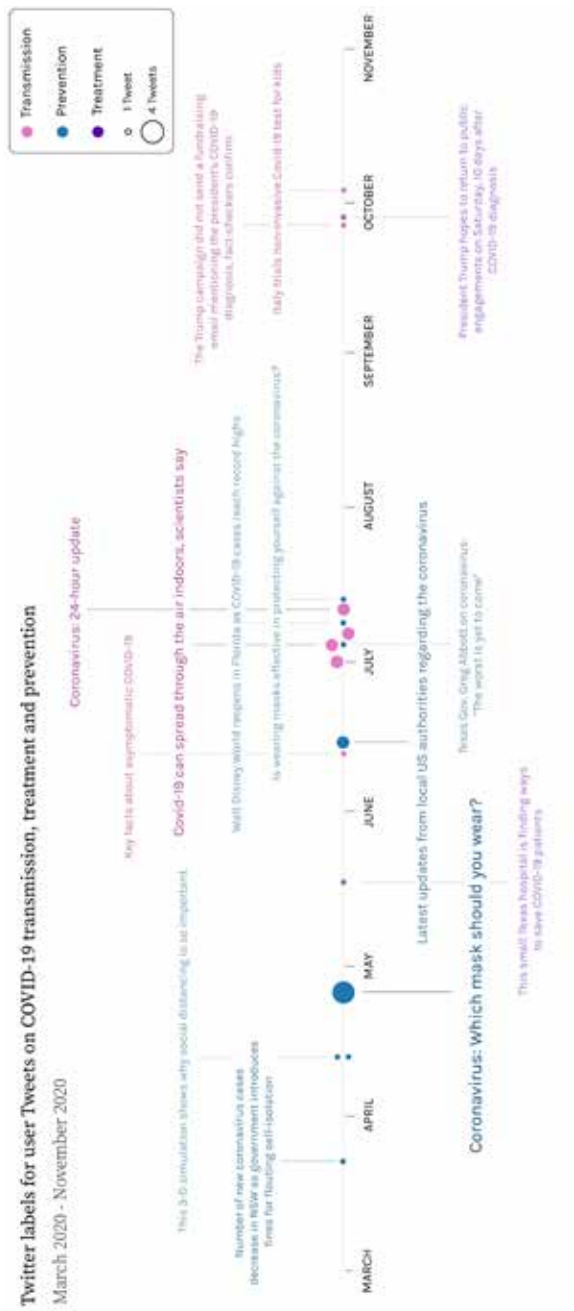 Twitter labels for user Tweets on COVID-19 transmission, treatment and prevention
March 2020 - November 2020
Transmission
Prevention
Treatment
1 Tweet
4 Tweets
Coronavirus: 24-hour update
Key facts about asymptomatic COVID-19
Covid-19 can spread through the air indoors, scientists say
This 3-D simulation shows why social distancing is so important
The Trump campaign did not send a fundraising
email mentioning the president's COVID-19
diagnosis, fact-checkers confirm
Walt Disney World reopens in Florida as COVID-19 cases reach record highs
Number of new coronavirus cases
decrease in NSW as government introduces
fines for flouting self-isolation
Is wearing masks effective in protecting yourself against the coronavirus?
Italy trials non-invasive Covid-19 test for kids
MARCH
APRIL
MAY
JUNE
JULY
AUGUST
SEPTEMBER
OCTOBER
NOVEMBER
Latest updates from local US authorities regarding the coronavirus
Texas Gov. Greg Abbott on coronavirus:
'The worst is yet to come'
President Trump hopes to return to public
engagements on Saturday, 10 days after
COVID-19 diagnosis
Coronavirus: Which mask should you wear?
This small Texas hospital is finding ways
to save COVID-19 patients